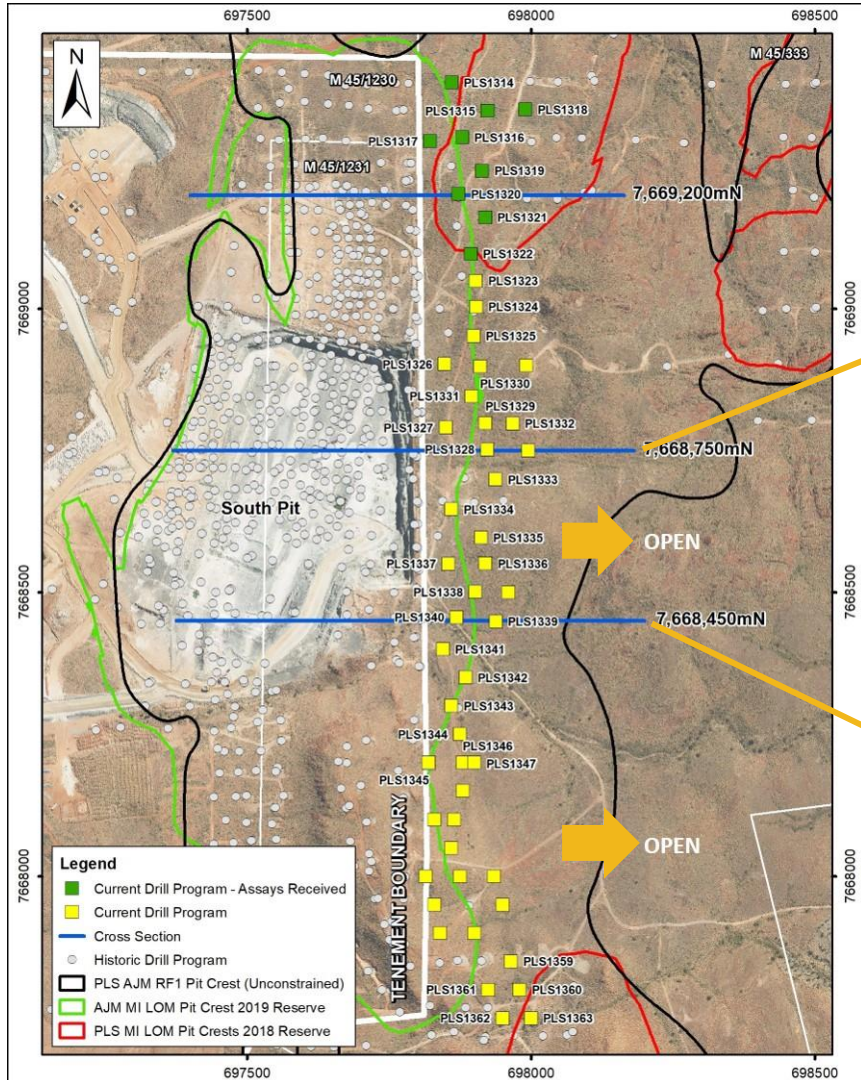 697500
698000
698500
N
M 45/1230
M 45/333
PLS1314
PLS1315
PLS1318
PLS1317
PLS1316
M 45/1231
PLS1319
PLS1320
7,669,200mN
PLS1321
PLS1322
PLS1323
7669000
7669000
PLS1324
PLS1325
PLS1326
PLS1330
PLS1331
PLS1329
PLS1327
PLS1332
PLS1328
7,668,750mN
PLS1333
South Pit
PLS1334
PLS1335
OPEN
PLS1337
PLS1336
7668500
7668500
PLS1338
PLS1340
PLS1339
7,668,450mN
PLS1341
PLS1342
PLS1343
PLS1344
PLS1346
PLS1347
PLS1345
TENEMENT BOUNDARY
OPEN
7668000
7668000
Legend
Current Drill Program - Assays Received
Current Drill Program
Cross Section
Historic Drill Program
PLS AJM RF1 Pit Crest (Unconstrained)
AJM MI LOM Pit Crest 2019 Reserve
PLS MI LOM Pit Crests 2018 Reserve
PLS1359
PLS1361
PLS1360
PLS1362
PLS1363
697500
698000
698500